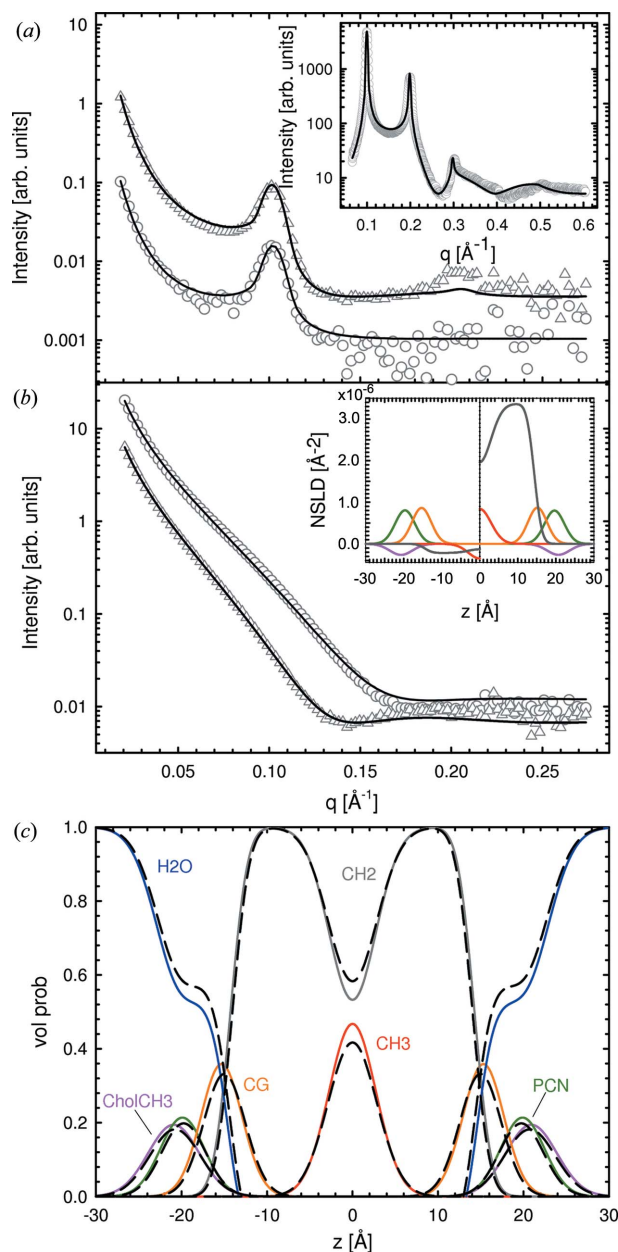 (a)
10
1
0.1
0.01
0.001
Intensity [arb. units]
1000
100
10
Intensity [arb. units]
0.1 0.2 0.3 0.4 0.5 0.6
q [Å-1]
(b)
10
1
0.1
0.01
Intensity [arb. units]
x10-6
3.0
2.0
1.0
0.0
NSLD [Å-2]
-30 -20 -10 0 10 20 30
z [Å]
0.05 0.10 0.15 0.20 0.25
q [Å-1]
(c)
1.0
0.8
0.6
0.4
0.2
0.0
vol prob
H2O
CH2
CH3
CG
CholCH3
PCN
-30 -20 -10 0 10 20 30
z [Å]